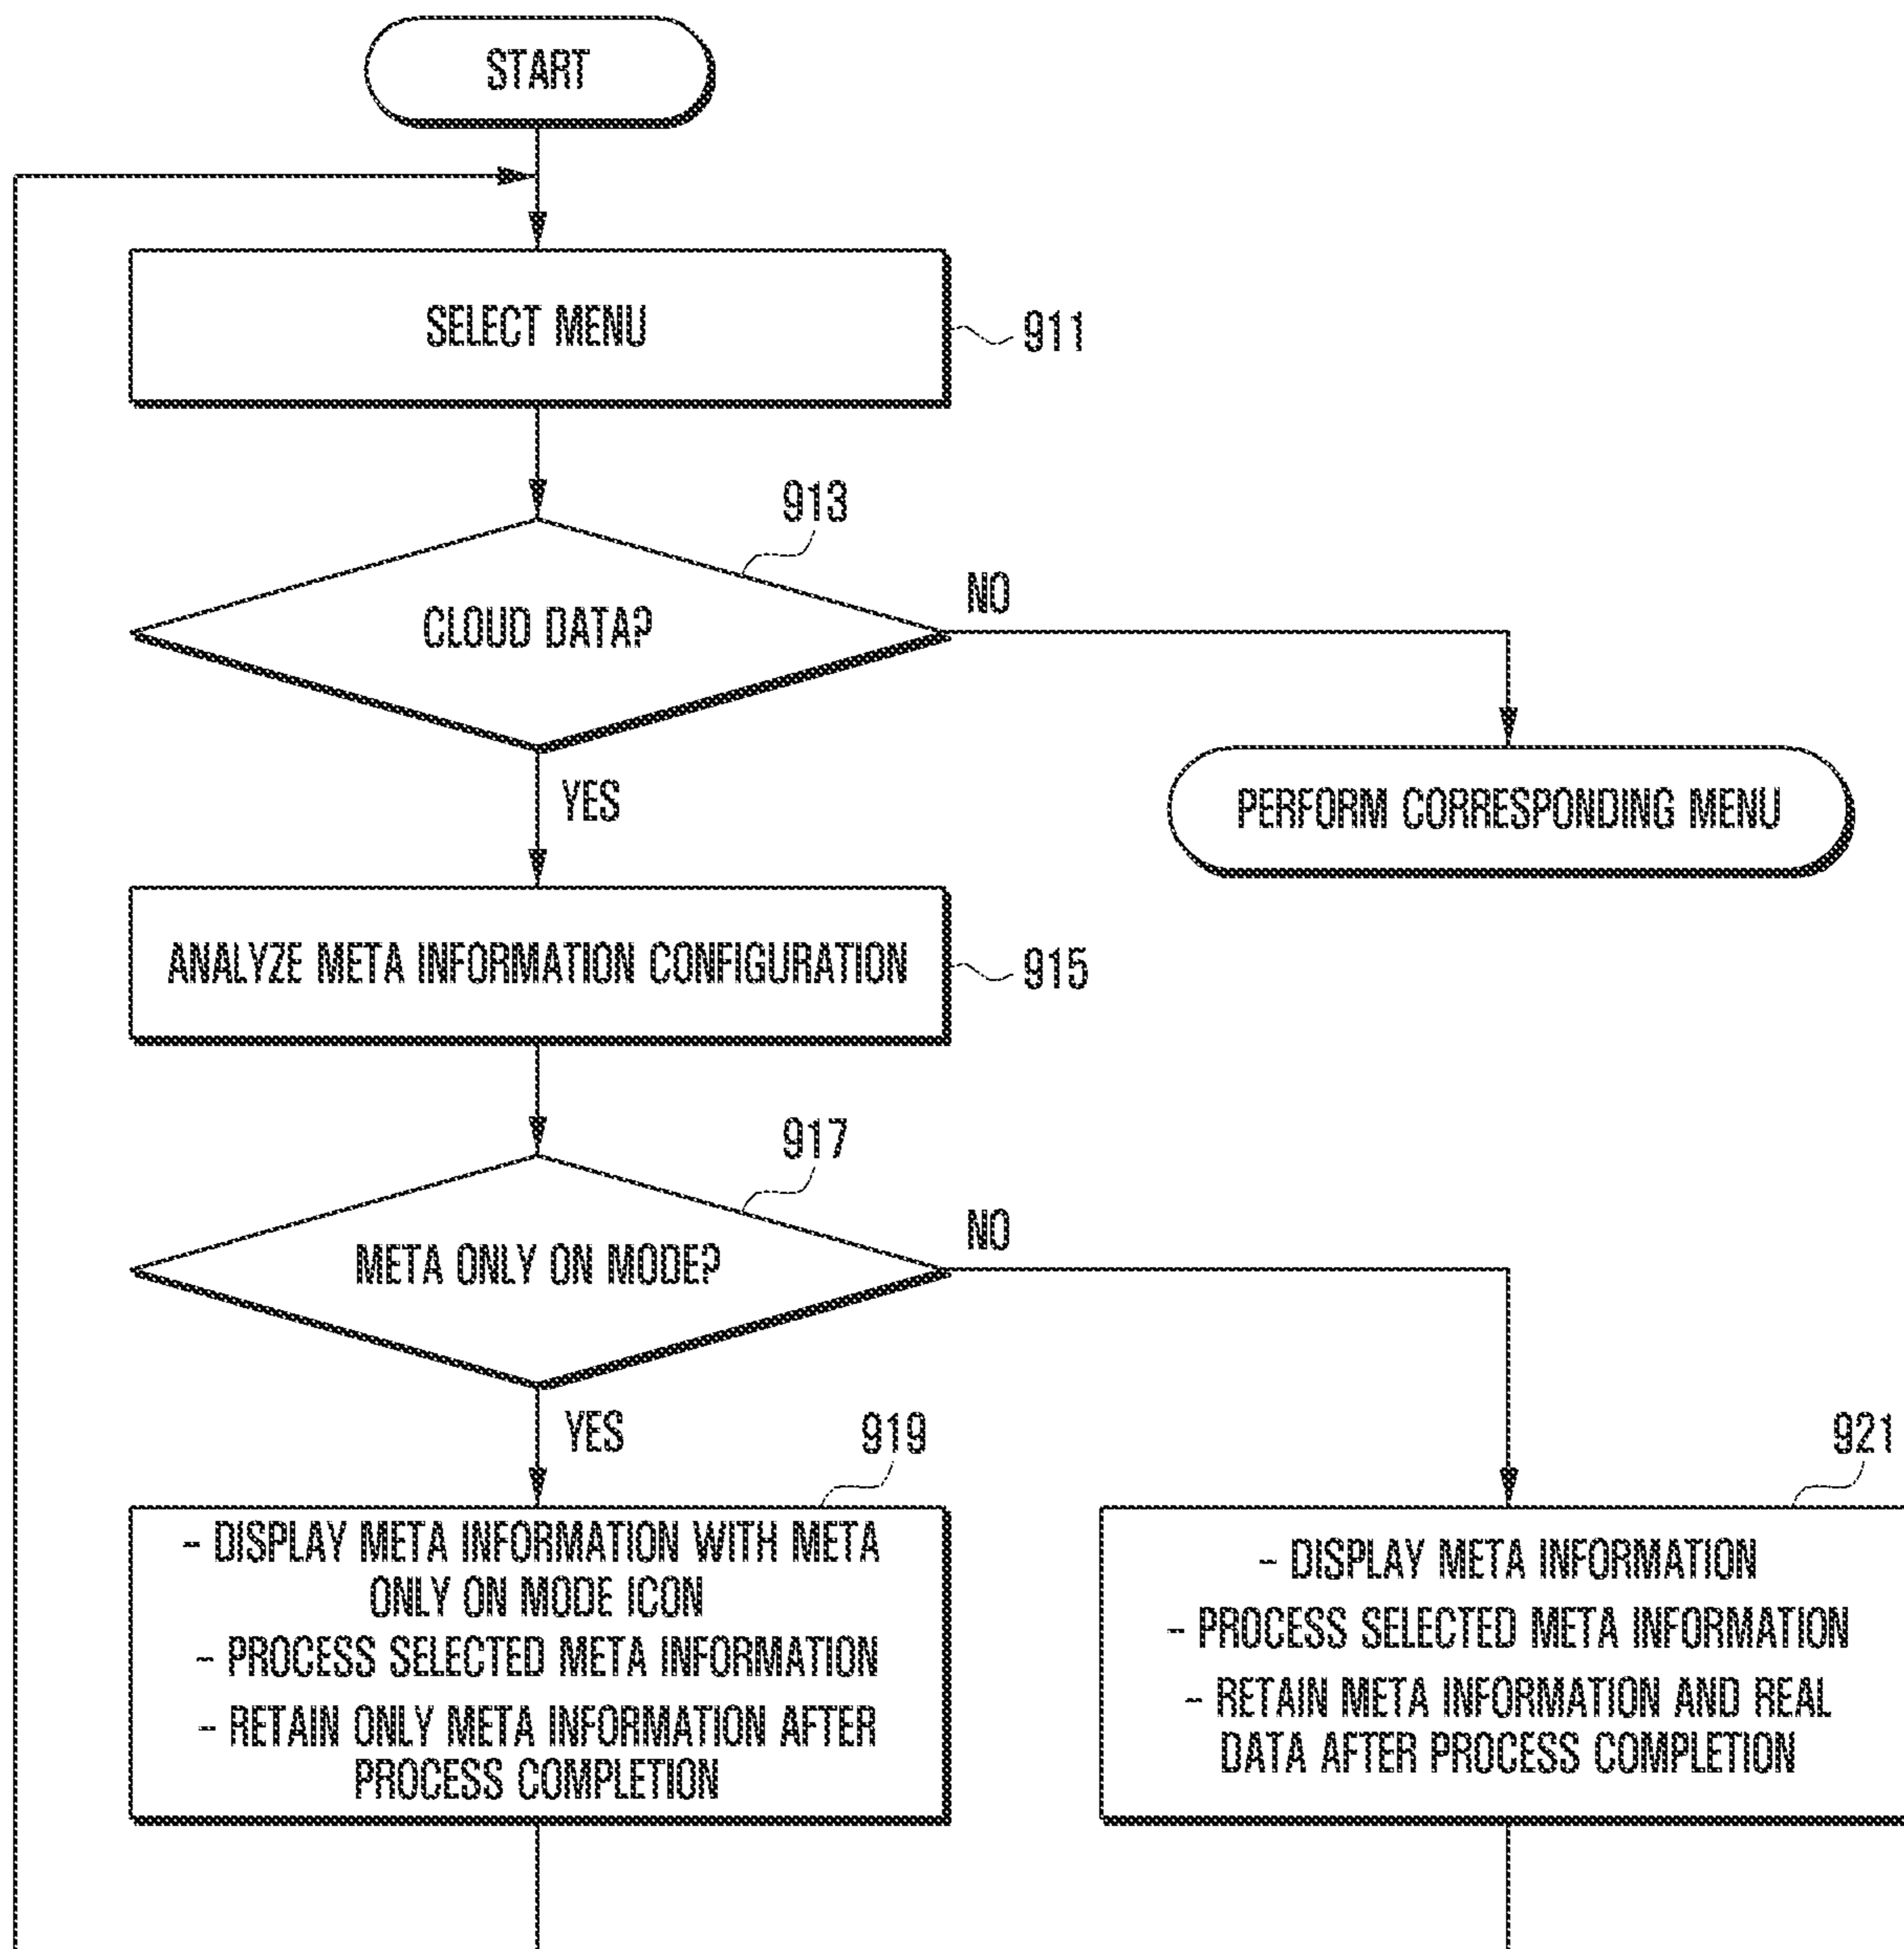 START
SELECT MENU
911
913
CLOUD DATA?
NO
YES
PERFORM CORRESPONDING MENU
ANALYZE META INFORMATION CONFIGURATION
915
917
META ONLY ON MODE?
NO
YES
919
921
- DISPLAY META INFORMATION WITH META
ONLY ON MODE ICON
- PROCESS SELECTED META INFORMATION
- RETAIN ONLY META INFORMATION AFTER
PROCESS COMPLETION
- DISPLAY META INFORMATION
- PROCESS SELECTED META INFORMATION
- RETAIN META INFORMATION AND REAL
DATA AFTER PROCESS COMPLETION